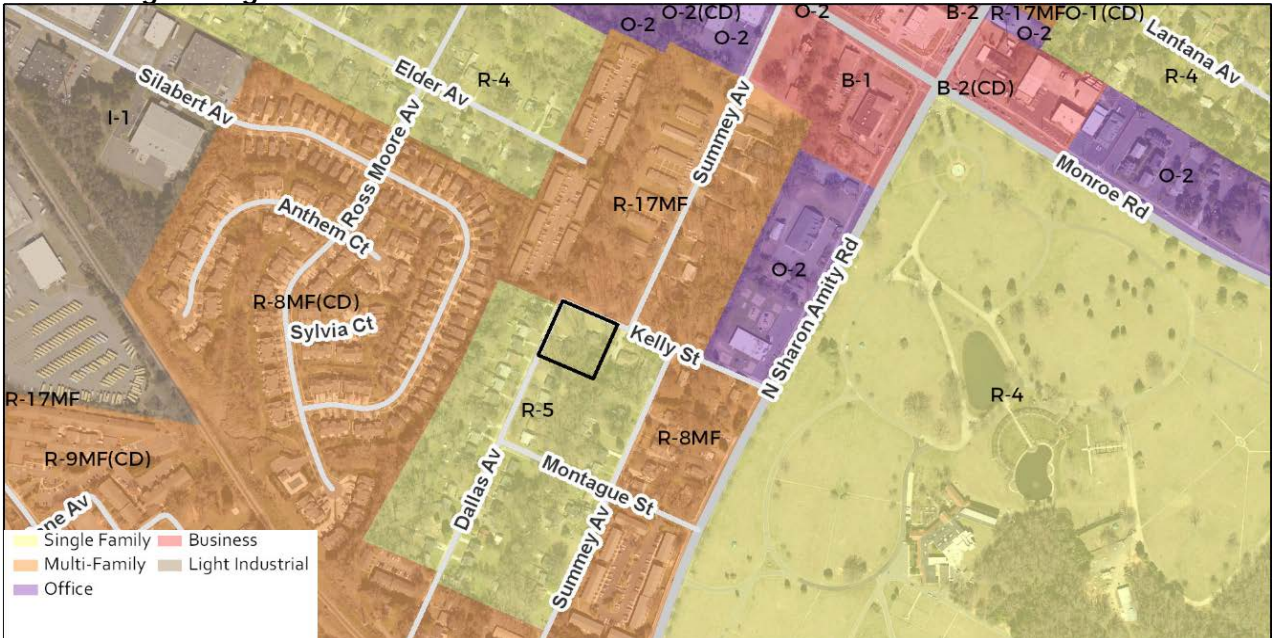 O-2
O-2(CD)
O-2
O-2
B-2
R-17MF
O-1(CD)
O-2
Lantana Av
R-4
Elder Av
R-4
Silabert Av
I-1
Ross Moore Av
Summey Av
B-1
B-2(CD)
Monroe Rd
O-2
R-17MF
Anthem Ct
O-2
N Sharon Amity Rd
R-8MF(CD)
Sylvia Ct
Kelly St
R-4
R-17MF
R-5
R-8MF
R-9MF(CD)
Dallas Av
Montague St
Summey Av
ne Av
Single Family
Business
Multi-Family
Light Industrial
Office